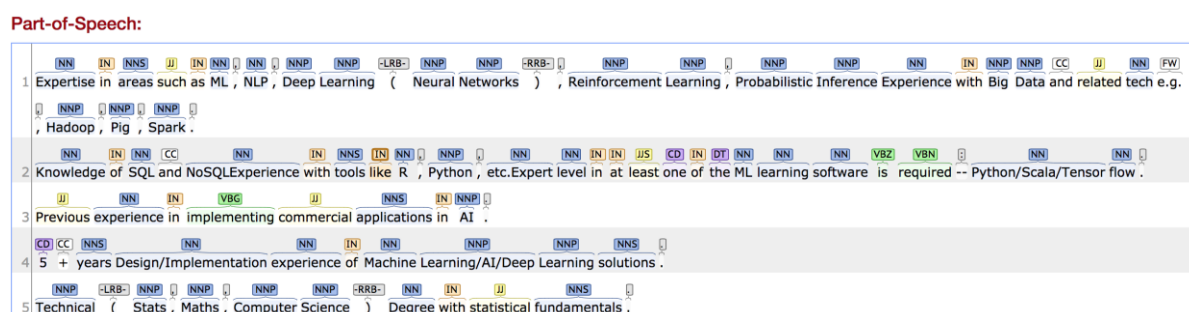 Part-of-Speech:
NN IN NNS JJ IN NN , NN , NNP NNP -LRB- NNP NNP -RRB- , NNP NNP , NNP NNP NN IN NNP NNP CC JJ NN FW
1 Expertise in areas such as ML , NLP , Deep Learning ( Neural Networks ) , Reinforcement Learning , Probabilistic Inference Experience with Big Data and related tech e.g.
, NNP , NNP , NNP .
, Hadoop , Pig , Spark .
NN IN NN CC NN IN NNS IN NN , NNP , NN NN IN IN JJS CD IN DT NN NN NN VBZ VBN : NN NN .
2 Knowledge of SQL and NoSQLExperience with tools like R , Python , etc.Expert level in at least one of the ML learning software is required -- Python/Scala/Tensor flow .
JJ NN IN VBG JJ NNS IN NNP .
3 Previous experience in implementing commercial applications in AI .
CD CC NNS NN NN IN NN NNP NNP NNS .
4 5 + years Design/Implementation experience of Machine Learning/AI/Deep Learning solutions .
NNP -LRB- NNP , NNP , NNP NNP -RRB- NN IN JJ NNS .
5 Technical ( Stats , Maths , Computer Science ) Degree with statistical fundamentals .